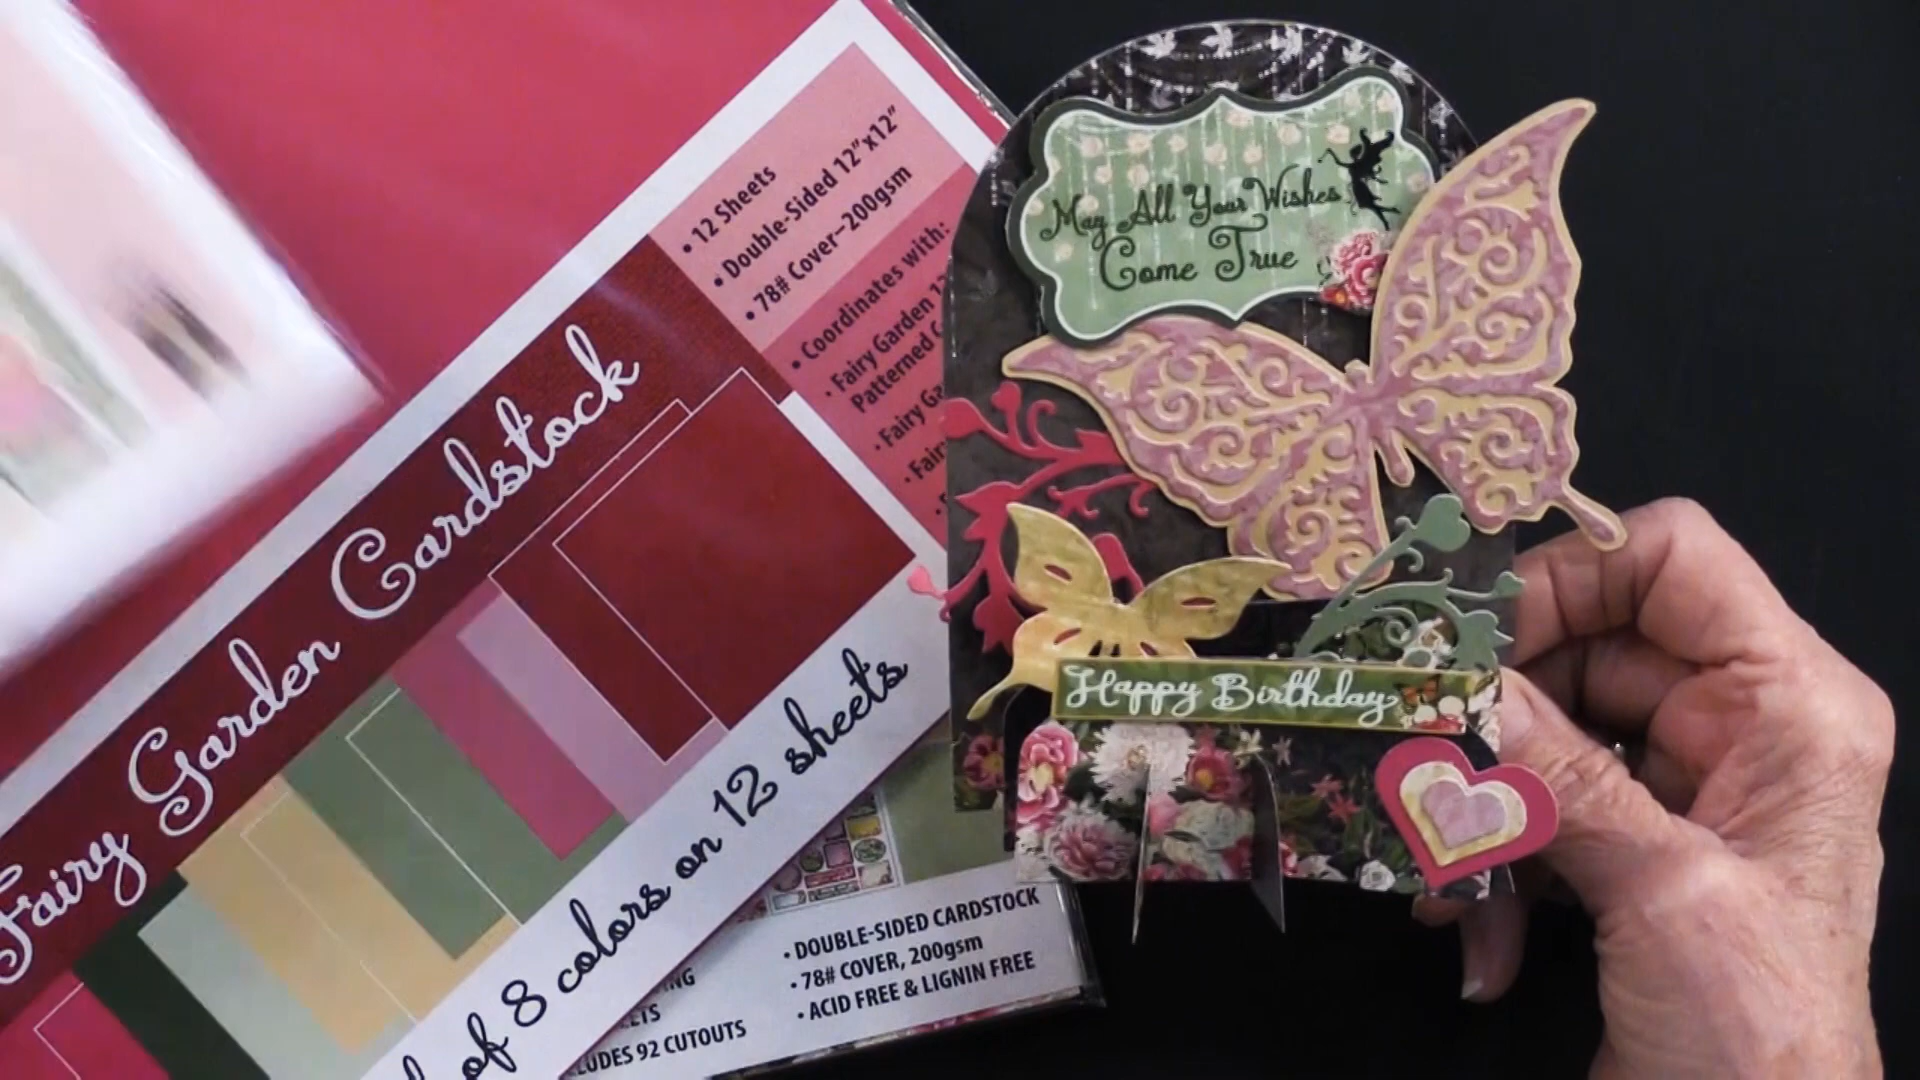 • 12 Sheets
• Double-Sided 12"x12"
• 78# Cover–200gsm
• Coordinates with:
· Fairy Garden
Patterned
· Fairy
Fairy Garden Cardstock
of 8 colors on 12 sheets
• DOUBLE-SIDED CARDSTOCK
• 78# COVER, 200gsm
• ACID FREE & LIGNIN FREE
92 CUTOUTS
May All Your Wishes
Come True
Happy Birthday